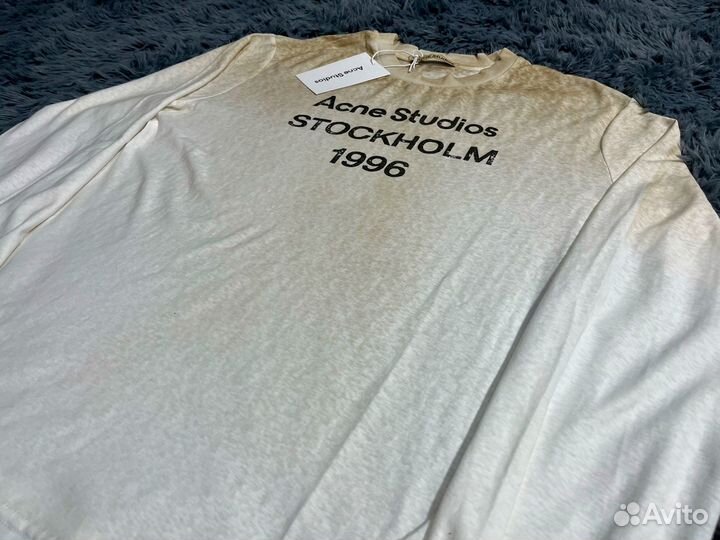 Acne Studios
Acne Studios
STOCKHOLM
1996
Avito